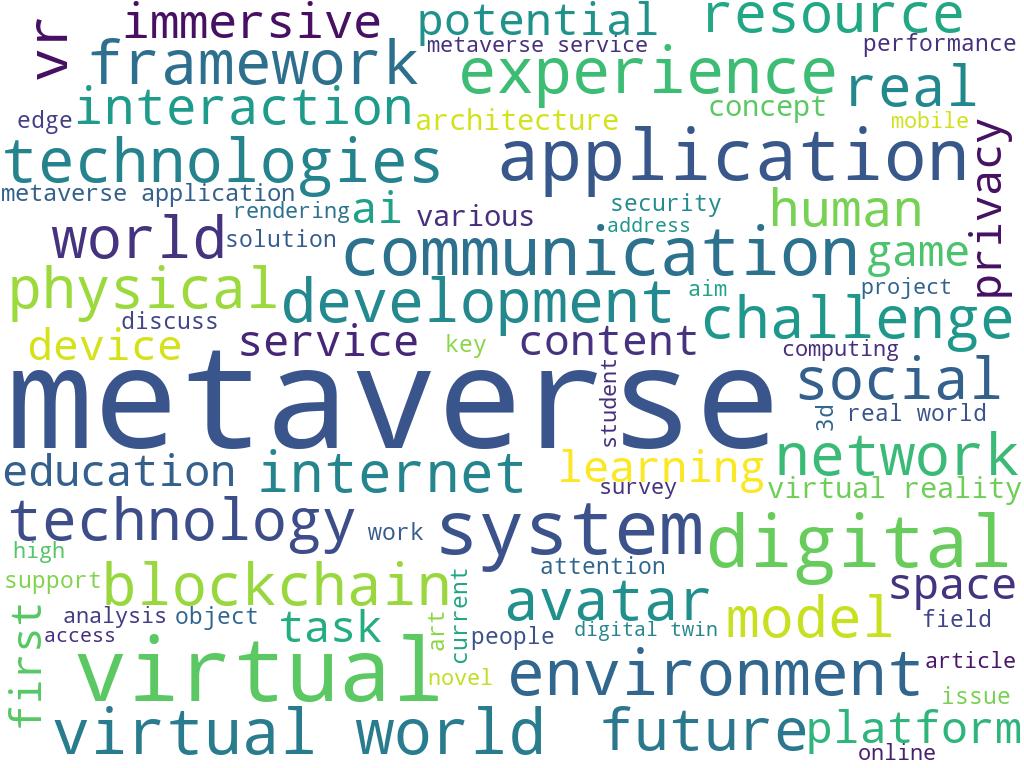 vr
immersive
potential
resource
framework
metaverse service
performance
experience
real
edge
interaction
concept
architecture
mobile
technologies
application
privacy
metaverse application
rendering
ai
various
security
address
human
world
solution
communication
game
physical
development
aim
project
discuss
challenge
device
service
key
content
computing
metaverse
student
social
3d
real world
education
internet
learning
network
survey
virtual reality
technology
work
system
digital
high
support
blockchain
attention
space
first
analysis
object
access
task
art
current
people
avatar
digital twin
model
field
virtual
novel
environment
article
issue
virtual world
future
platform
online